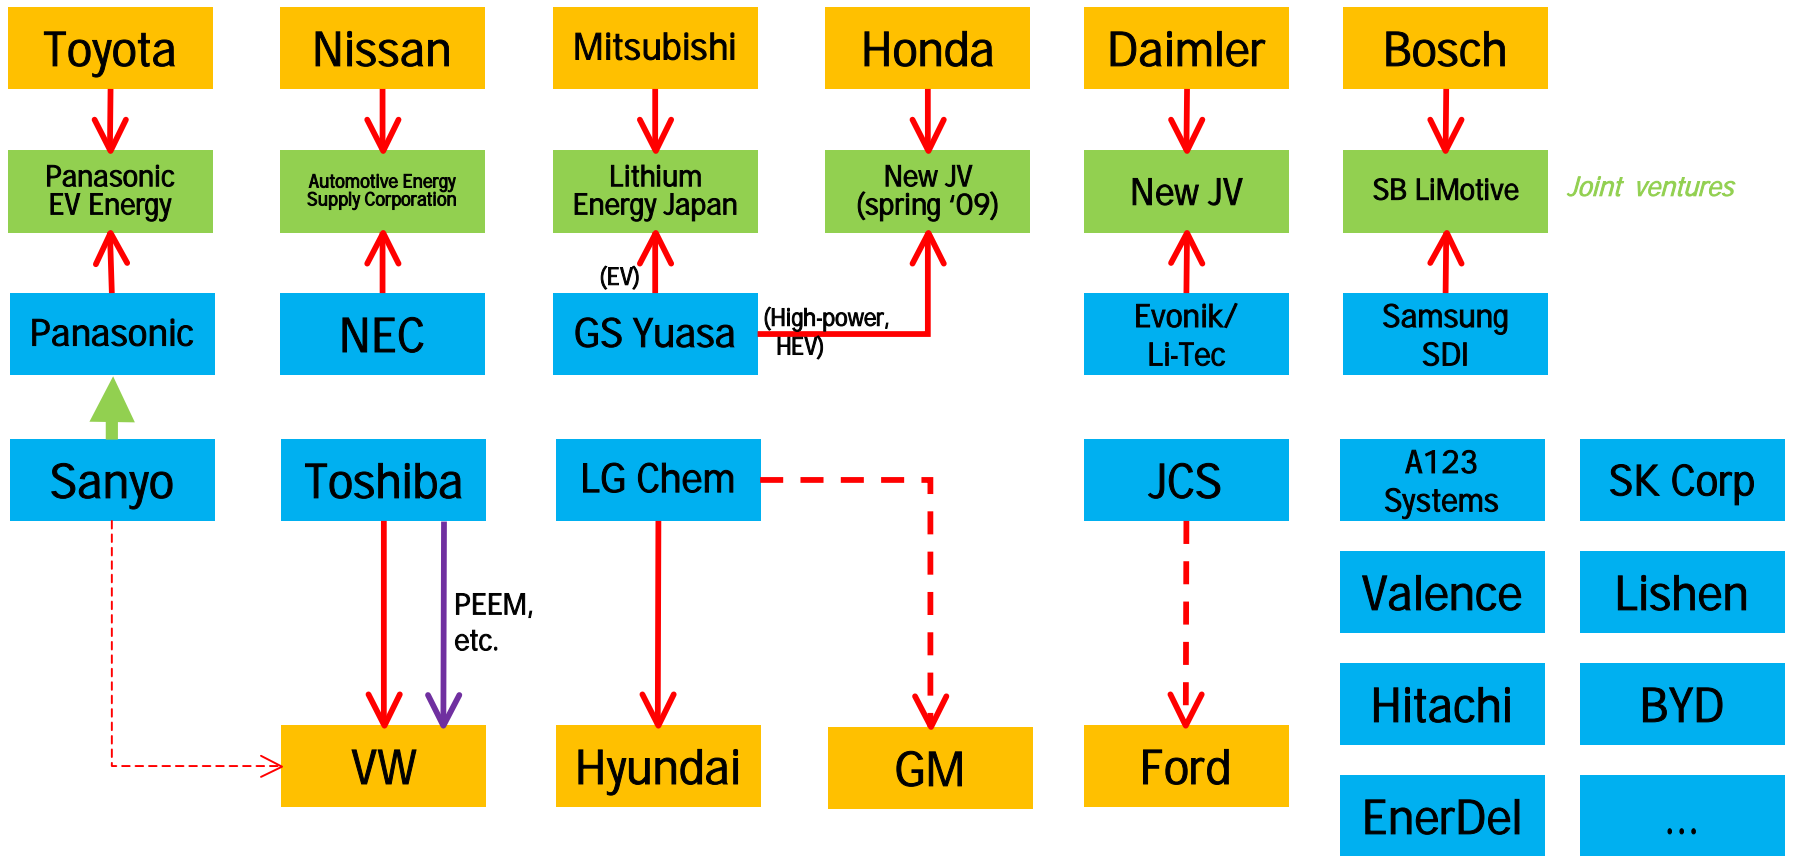 Toyota
Nissan
Mitsubishi
Honda
Daimler
Bosch
Panasonic
EV Energy
Automotive Energy
Supply Corporation
Lithium
Energy Japan
New JV
(spring ‘09)
New JV
SB LiMotive
Joint ventures
(EV)
Panasonic
NEC
GS Yuasa
(High-power,
HEV)
Evonik/
Li-Tec
Samsung
SDI
Sanyo
Toshiba
LG Chem
JCS
A123
Systems
SK Corp
PEEM,
etc.
Valence
Lishen
Hitachi
BYD
VW
Hyundai
GM
Ford
EnerDel
...